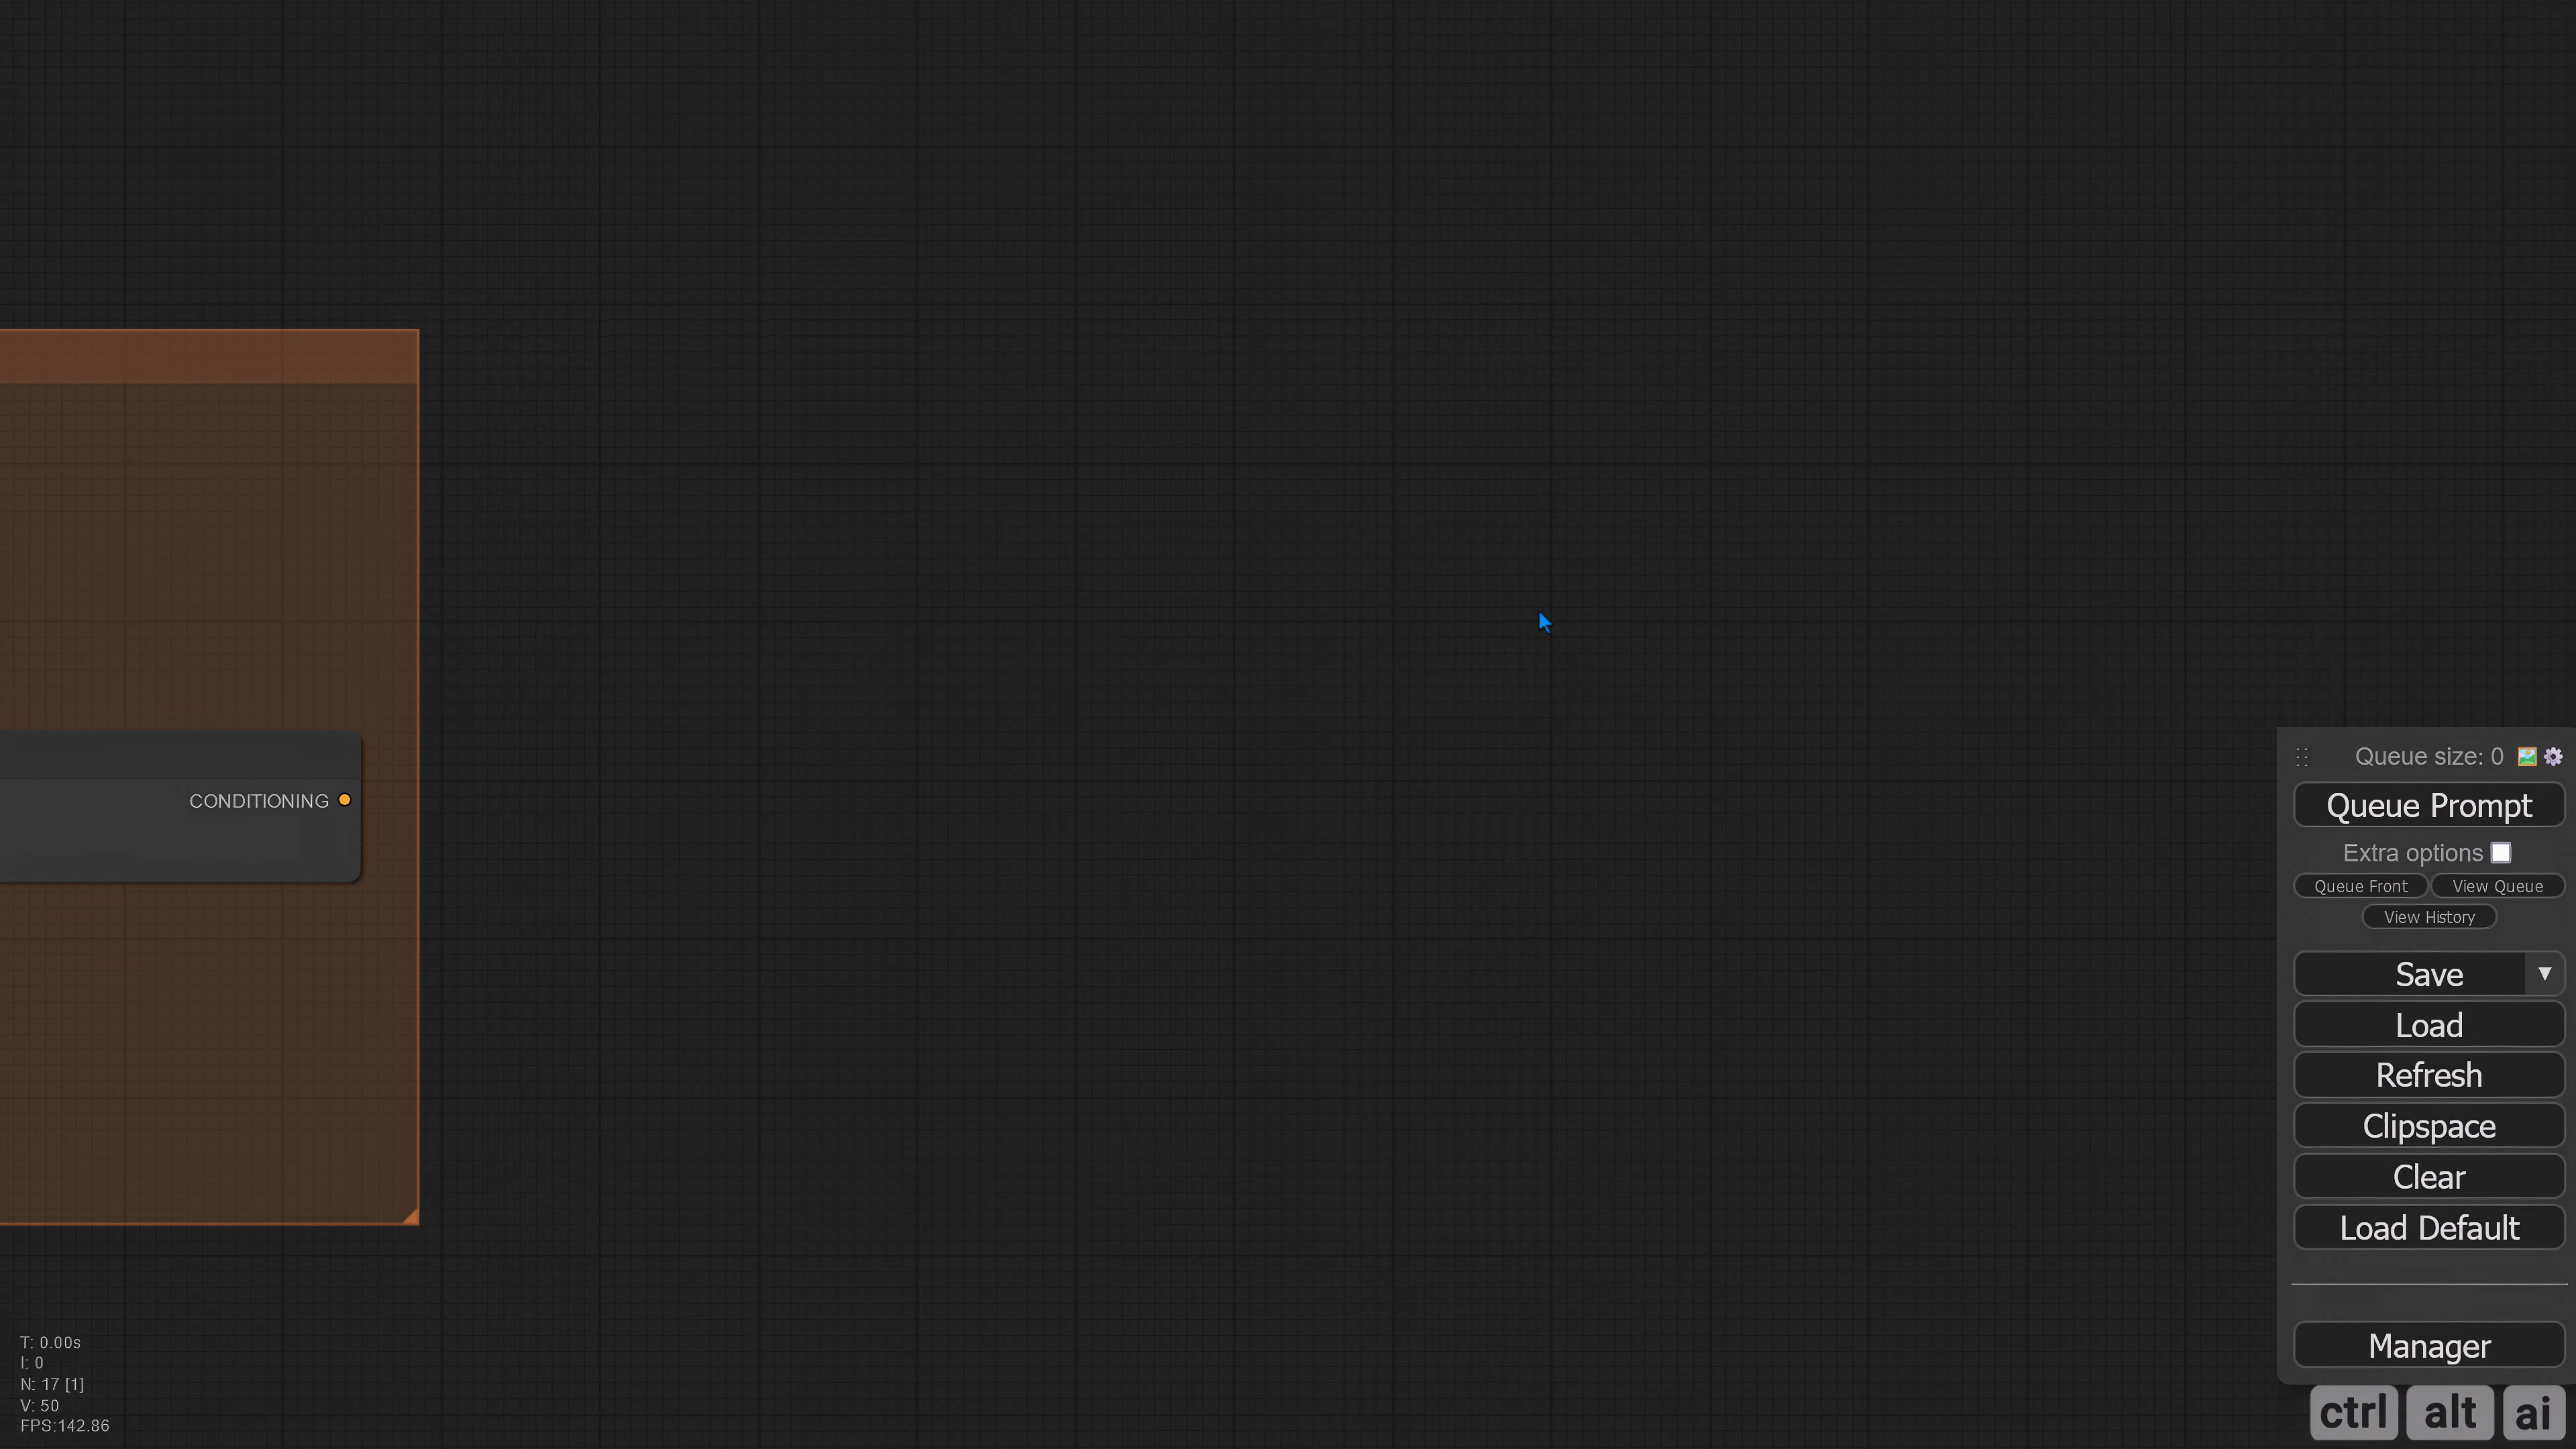 CONDITIONING
Queue size: 0
Queue Prompt
Extra options
Queue Front
View Queue
View History
Save
▼
Load
Refresh
Clipspace
Clear
Load Default
Manager
T: 0.00s
I: 0
N: 17 [1]
V: 50
FPS:142.86
ctrl alt ai